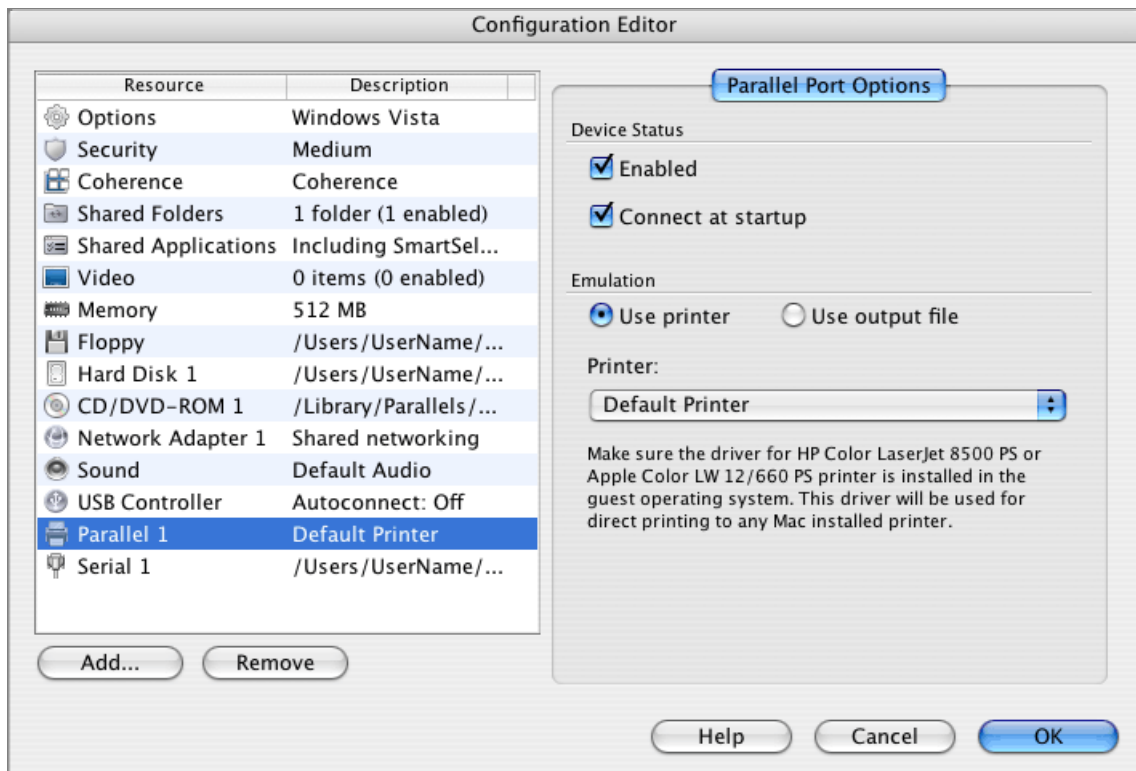 Configuration Editor
Resource Description
Options Windows Vista
Security Medium
Coherence Coherence
Shared Folders 1 folder (1 enabled)
Shared Applications Including SmartSel...
Video 0 items (0 enabled)
Memory 512 MB
Floppy /Users/UserName/...
Hard Disk 1 /Users/UserName/...
CD/DVD-ROM 1 /Library/Parallels/...
Network Adapter 1 Shared networking
Sound Default Audio
USB Controller Autoconnect: Off
Parallel 1 Default Printer
Serial 1 /Users/UserName/...
Add... Remove
Parallel Port Options
Device Status
Enabled
Connect at startup
Emulation
Use printer Use output file
Printer:
Default Printer
Make sure the driver for HP Color LaserJet 8500 PS or
Apple Color LW 12/660 PS printer is installed in the
guest operating system. This driver will be used for
direct printing to any Mac installed printer.
Help Cancel OK